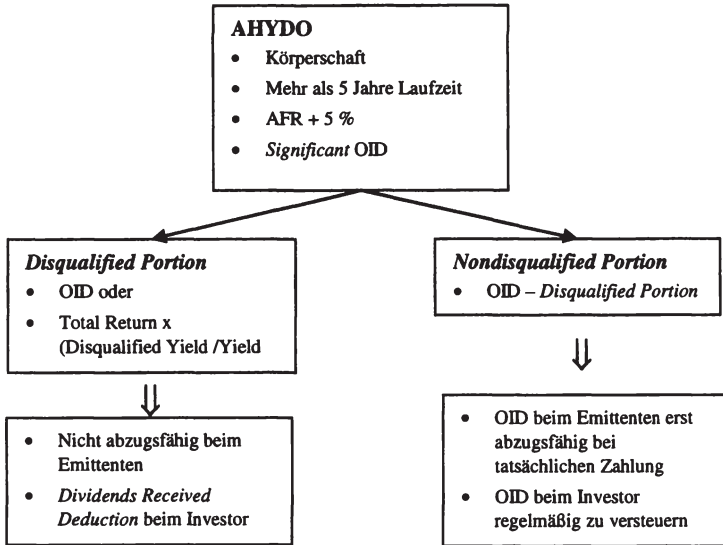 AHYDO
• Körperschaft
• Mehr als 5 Jahre Laufzeit
• AFR + 5 %
• Significant OID
Disqualified Portion
• OID oder
• Total Return x
(Disqualified Yield /Yield
Nondisqualified Portion
• OID – Disqualified Portion
• Nicht abzugsfähig beim
Emittenten
• Dividends Received
Deduction beim Investor
• OID beim Emittenten erst
abzugsfähig bei
tatsächlichen Zahlung
• OID beim Investor
regelmäßig zu versteuern